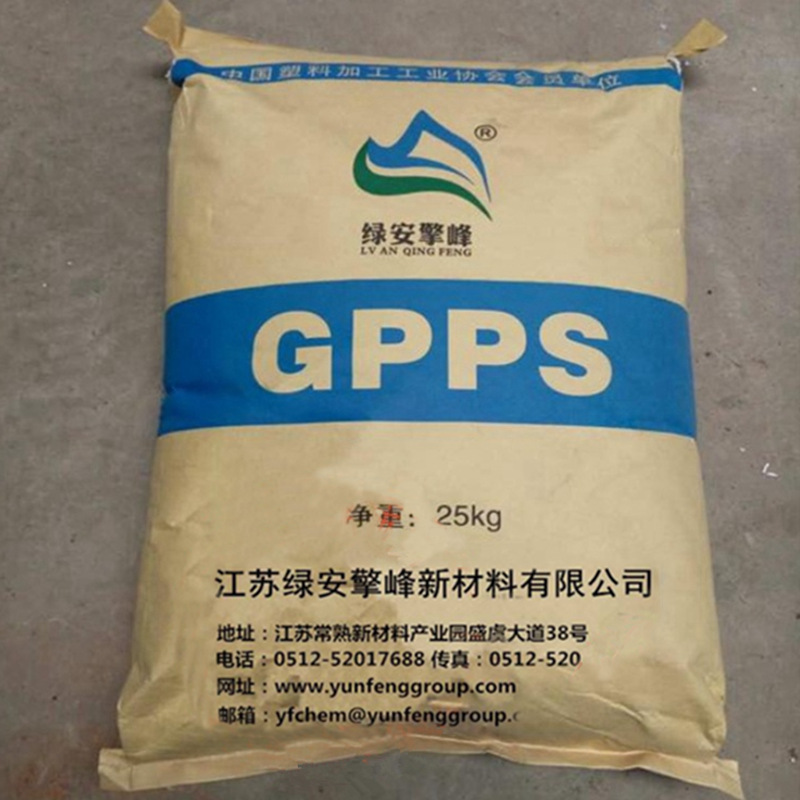 中国塑料加工工业协会会员单位
®
绿安擎峰
LV AN QING FENG
GPPS
净重：25kg
江苏绿安擎峰新材料有限公司
地址：江苏常熟新材料产业园盛虞大道38号
电话：0512-52017688 传真：0512-520
网址：www.yunfenggroup.com
邮箱：yfchem@yunfenggroup.c